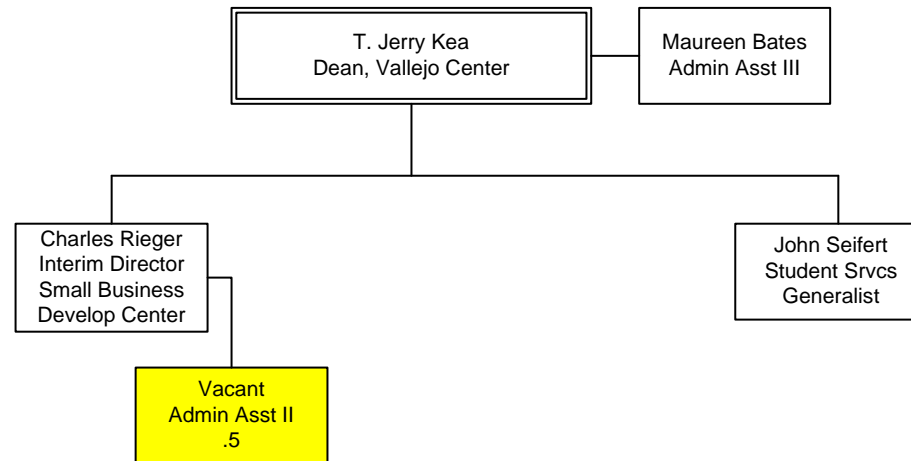 T. Jerry Kea
Dean, Vallejo Center
Maureen Bates
Admin Asst III
Charles Rieger
Interim Director
Small Business
Develop Center
John Seifert
Student Srvcs
Generalist
Vacant
Admin Asst II
.5